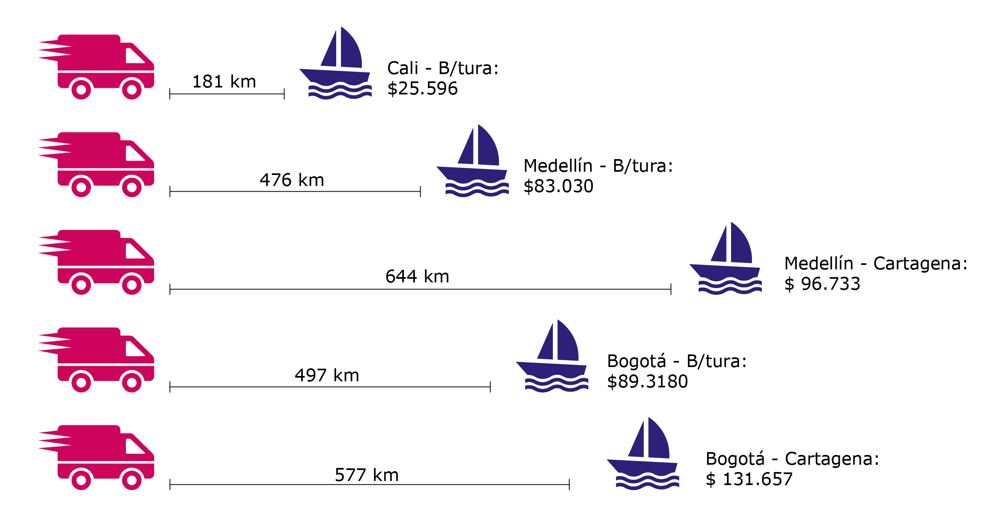 181 km
Cali - B/tura:
$25.596
476 km
Medellín - B/tura:
$83.030
644 km
Medellín - Cartagena:
$ 96.733
497 km
Bogotá - B/tura:
$89.3180
577 km
Bogotá - Cartagena:
$ 131.657